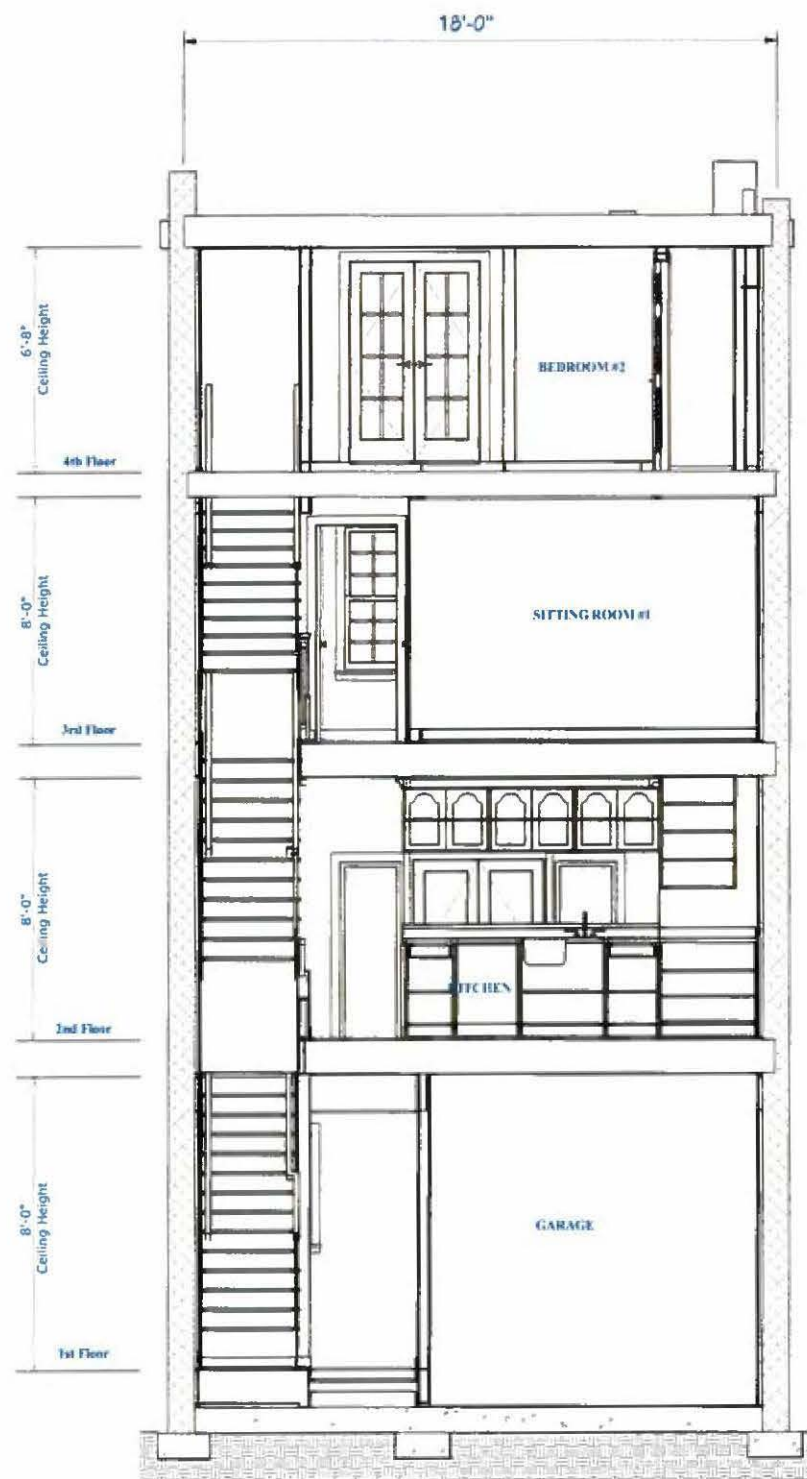 18'-0"
6'-8"
Ceiling Height
BEDROOM #2
4th Floor
8'-0"
Ceiling Height
SITTING ROOM #1
3rd Floor
8'-0"
Ceiling Height
KITCHEN
2nd Floor
8'-0"
Ceiling Height
GARAGE
1st Floor